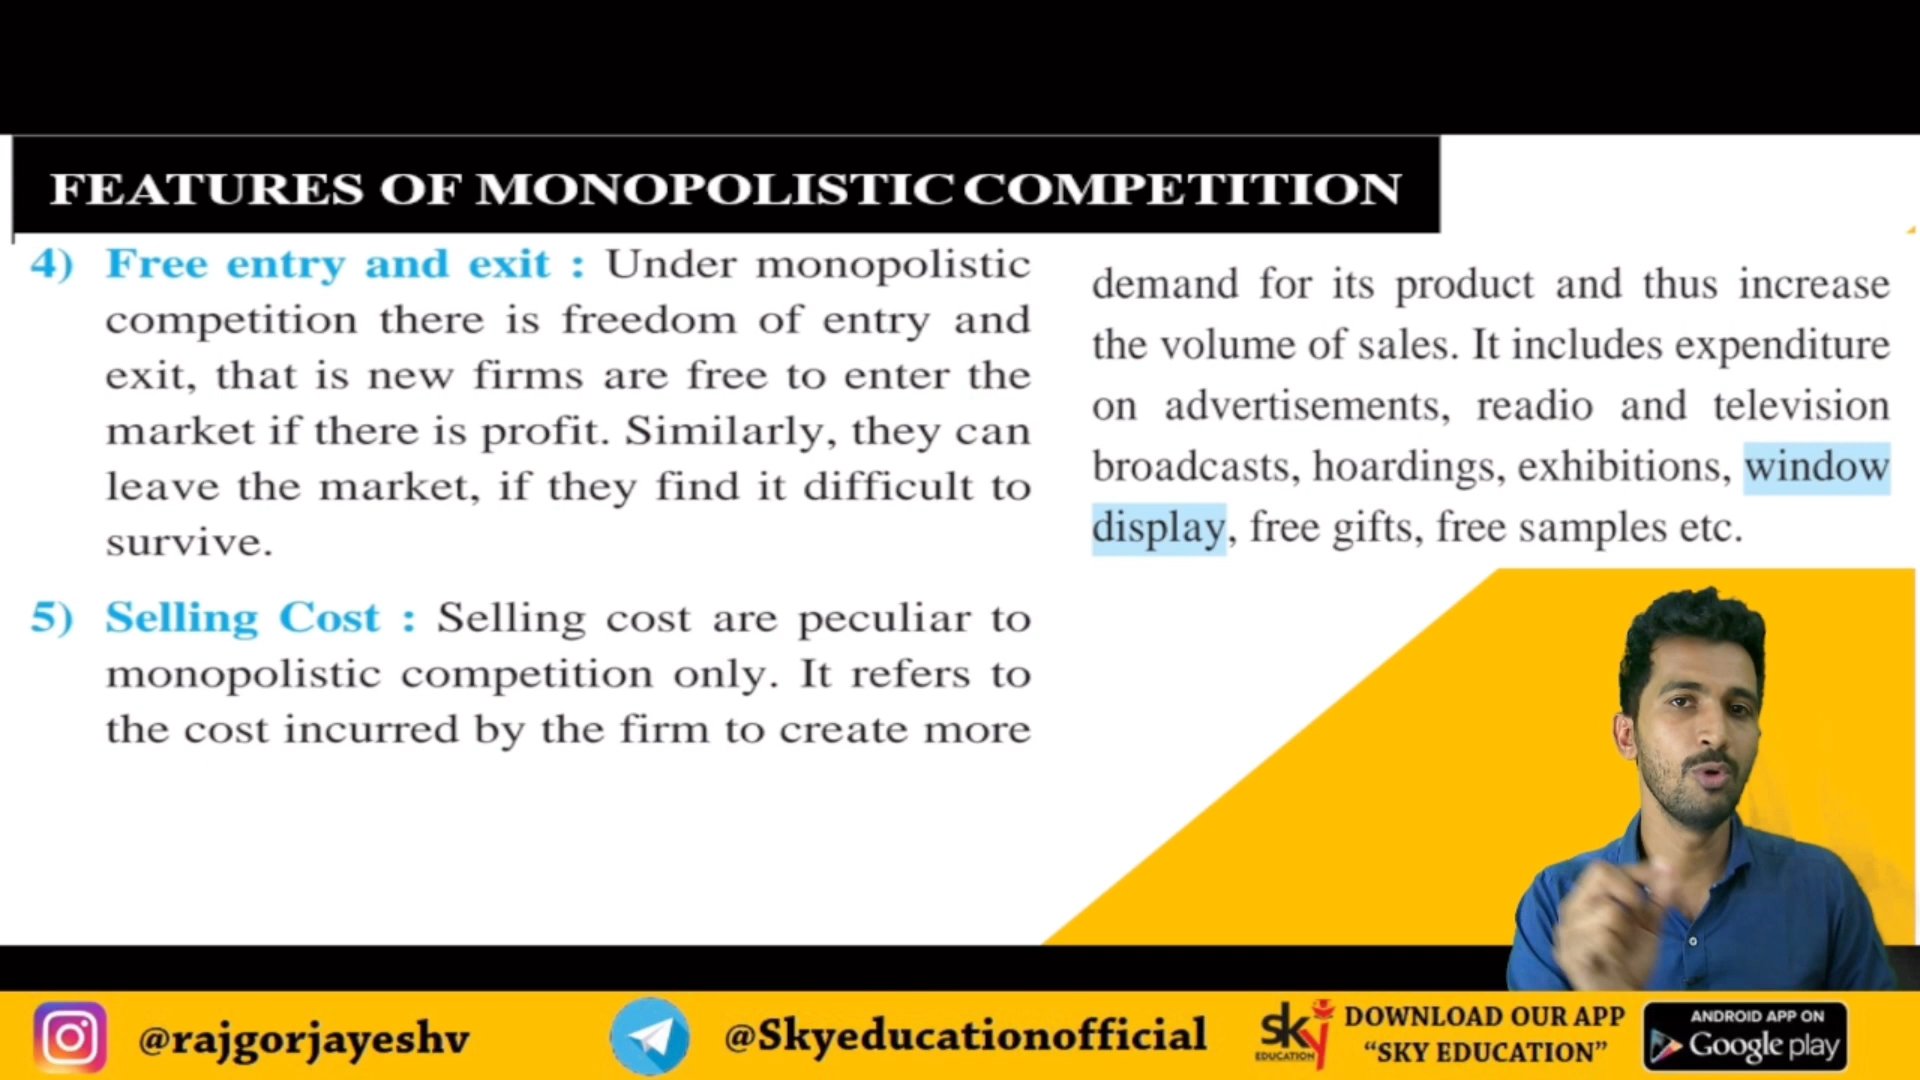 FEATURES OF MONOPOLISTIC COMPETITION
4) Free entry and exit : Under monopolistic
competition there is freedom of entry and
exit, that is new firms are free to enter the
market if there is profit. Similarly, they can
leave the market, if they find it difficult to
survive.
5) Selling Cost : Selling cost are peculiar to
monopolistic competition only. It refers to
the cost incurred by the firm to create more
demand for its product and thus increase
the volume of sales. It includes expenditure
on advertisements, readio and television
broadcasts, hoardings, exhibitions, window
display, free gifts, free samples etc.
@rajgorjayeshv
@Skyeducationofficial
sky
EDUCATION
DOWNLOAD OUR APP
“SKY EDUCATION”
ANDROID APP ON
Google play